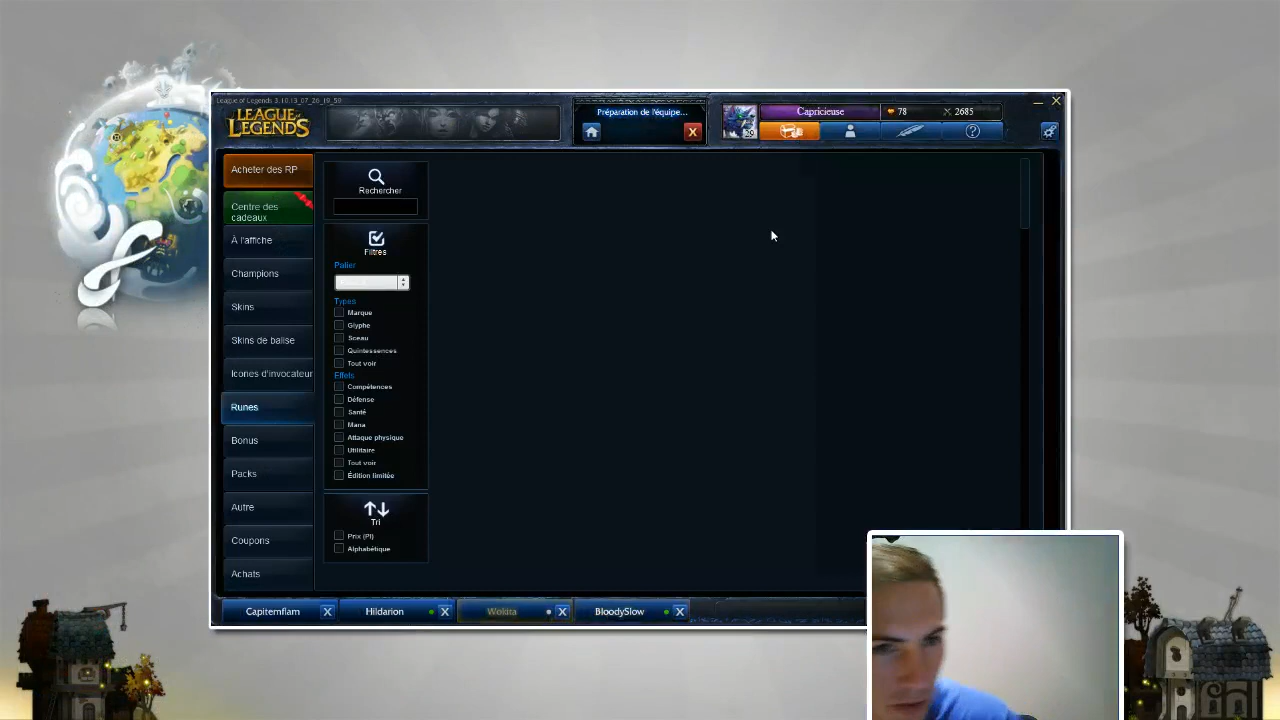 League of Legends 3.10.13_07_26_19_59
LEAGUE
of
LEGENDS
Préparation de l'équipe...
X
Capricieuse
78
2685
30
?
Acheter des RP
Centre des
cadeaux
À l'affiche
Champions
Skins
Skins de balise
Icones d'invocateur
Runes
Bonus
Packs
Autre
Coupons
Achats
Rechercher
Filtres
Palier
Types
Marque
Glyphe
Sceau
Quintessences
Tout voir
Effets
Compétences
Défense
Santé
Mana
Attaque physique
Utilitaire
Tout voir
Édition limitée
Tri
Prix (PI)
Alphabétique
Capitemflam X
Hildarion X
Wokita X
BloodySlow X